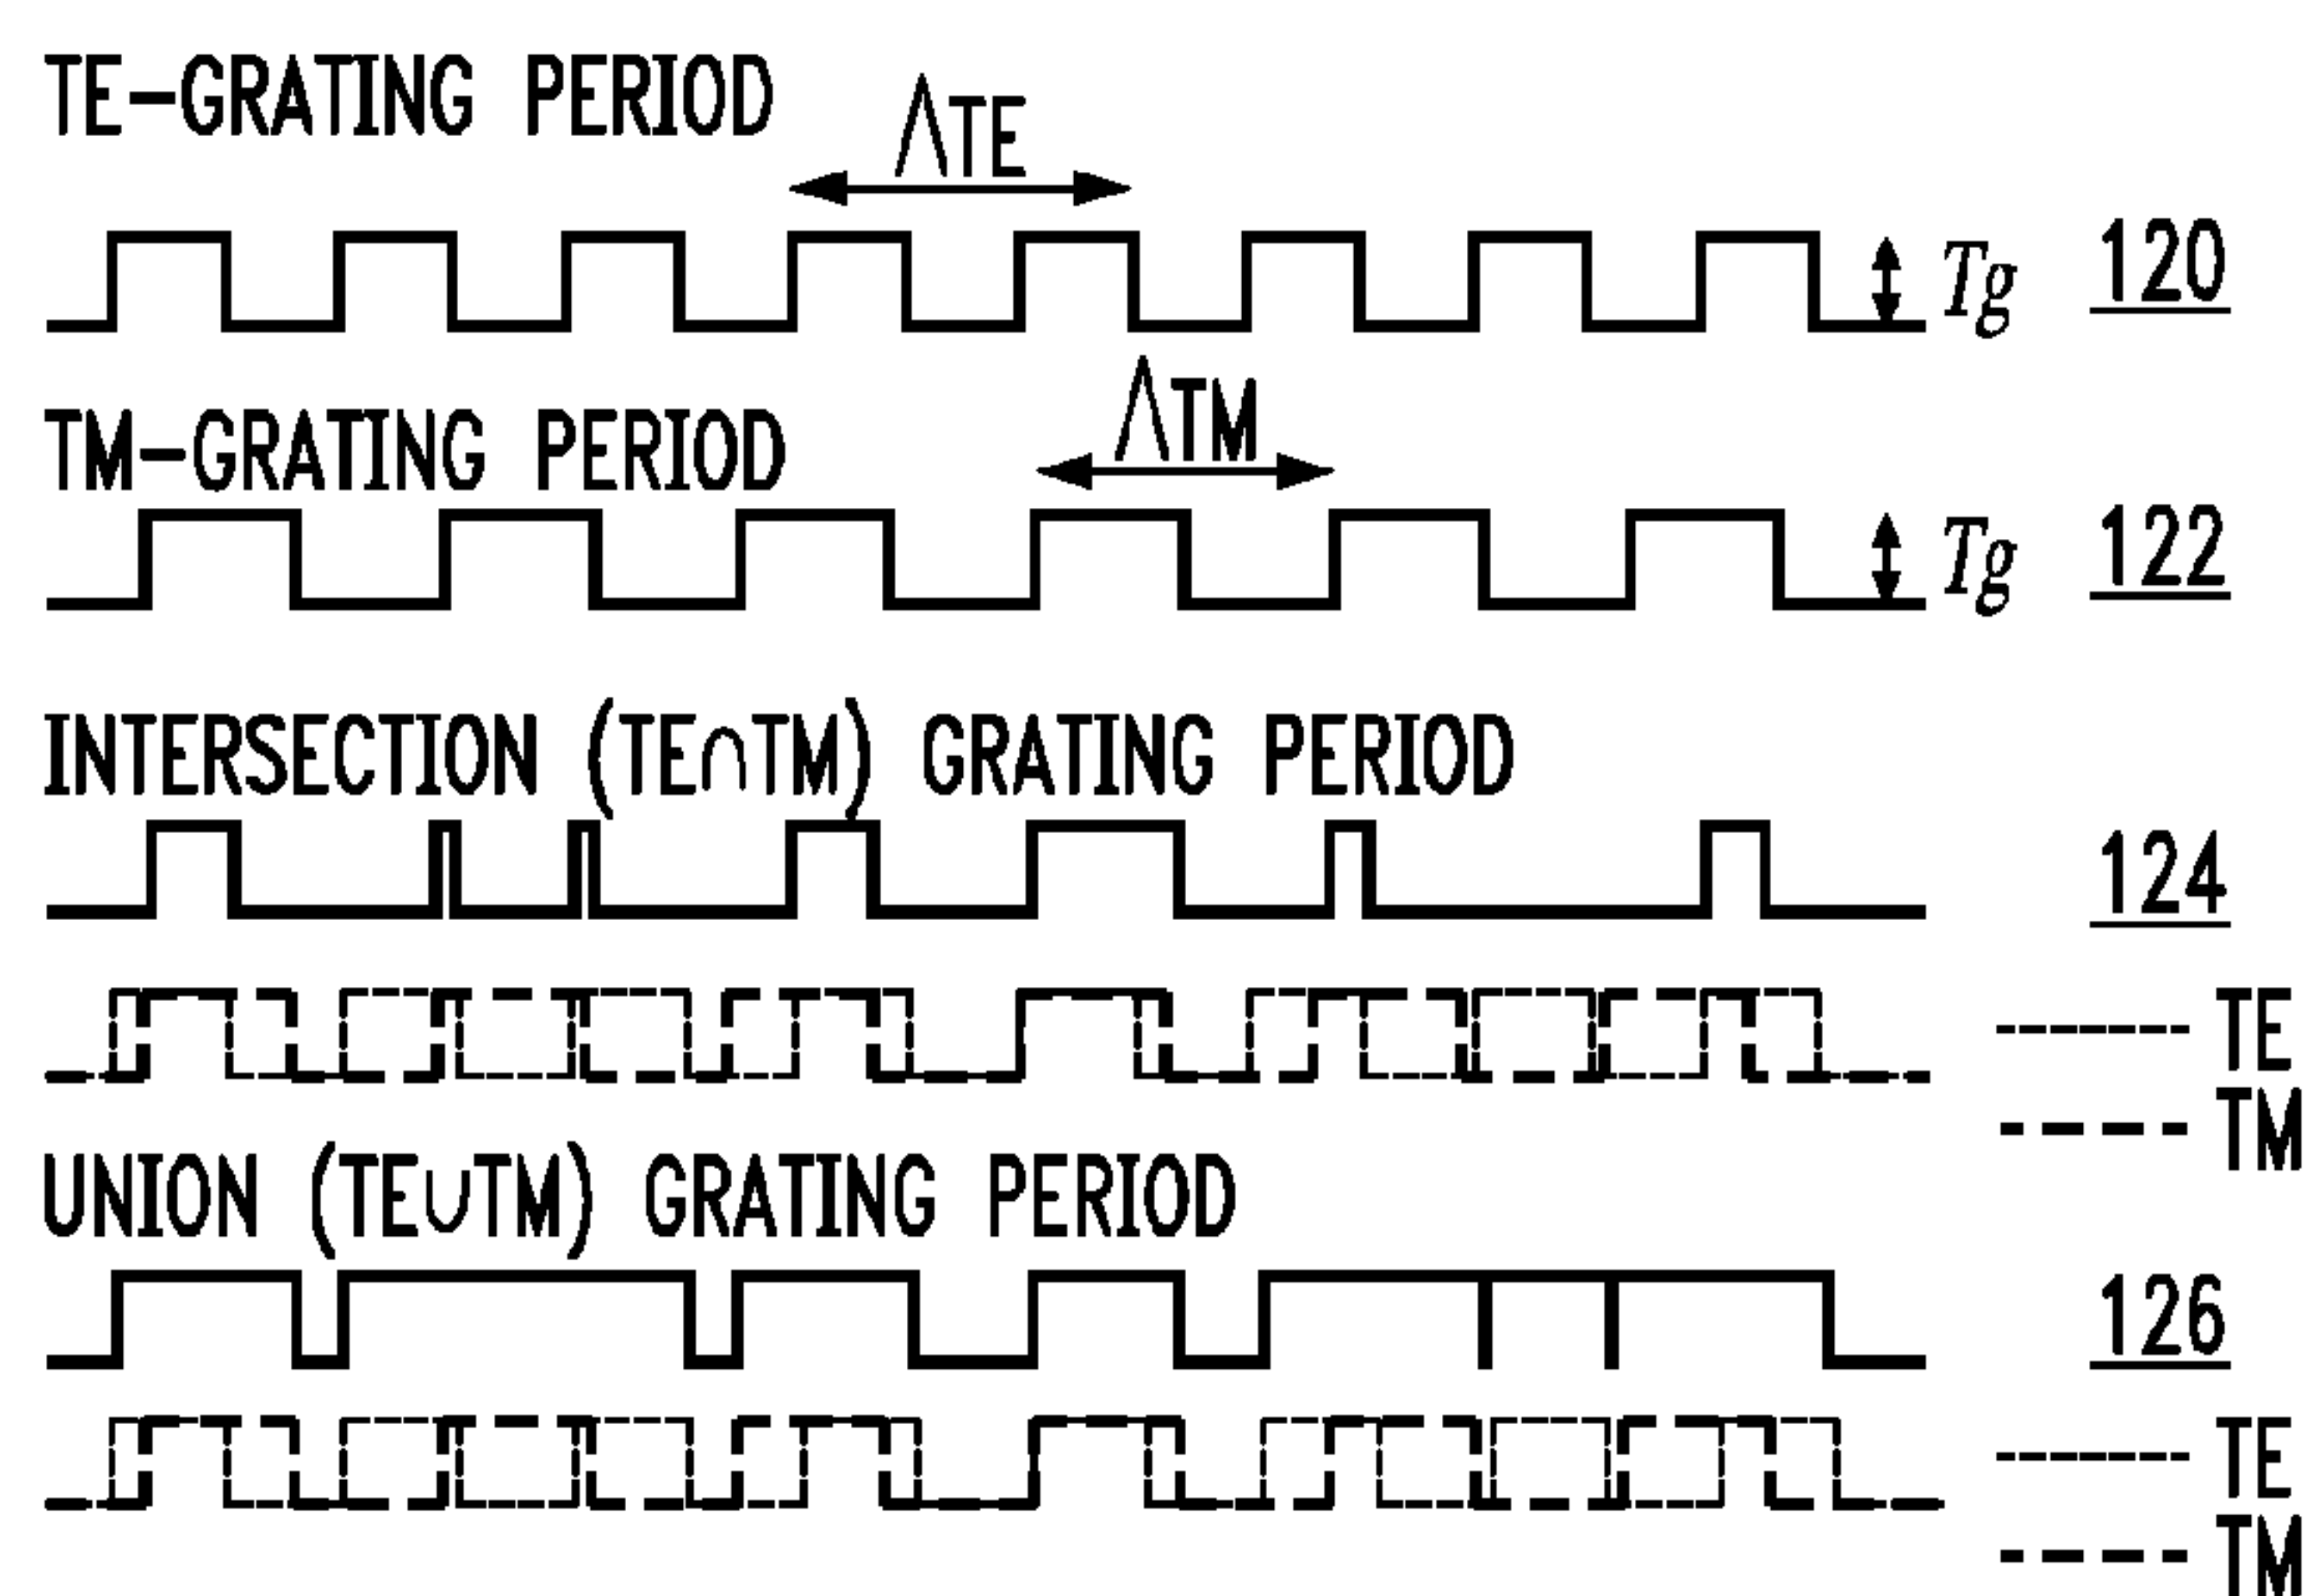 TE-GRATING PERIOD
ΛTE
Tg 120
TM-GRATING PERIOD
ΛTM
Tg 122
INTERSECTION (TE∩TM) GRATING PERIOD
124
TE
TM
UNION (TE∪TM) GRATING PERIOD
126
TE
TM